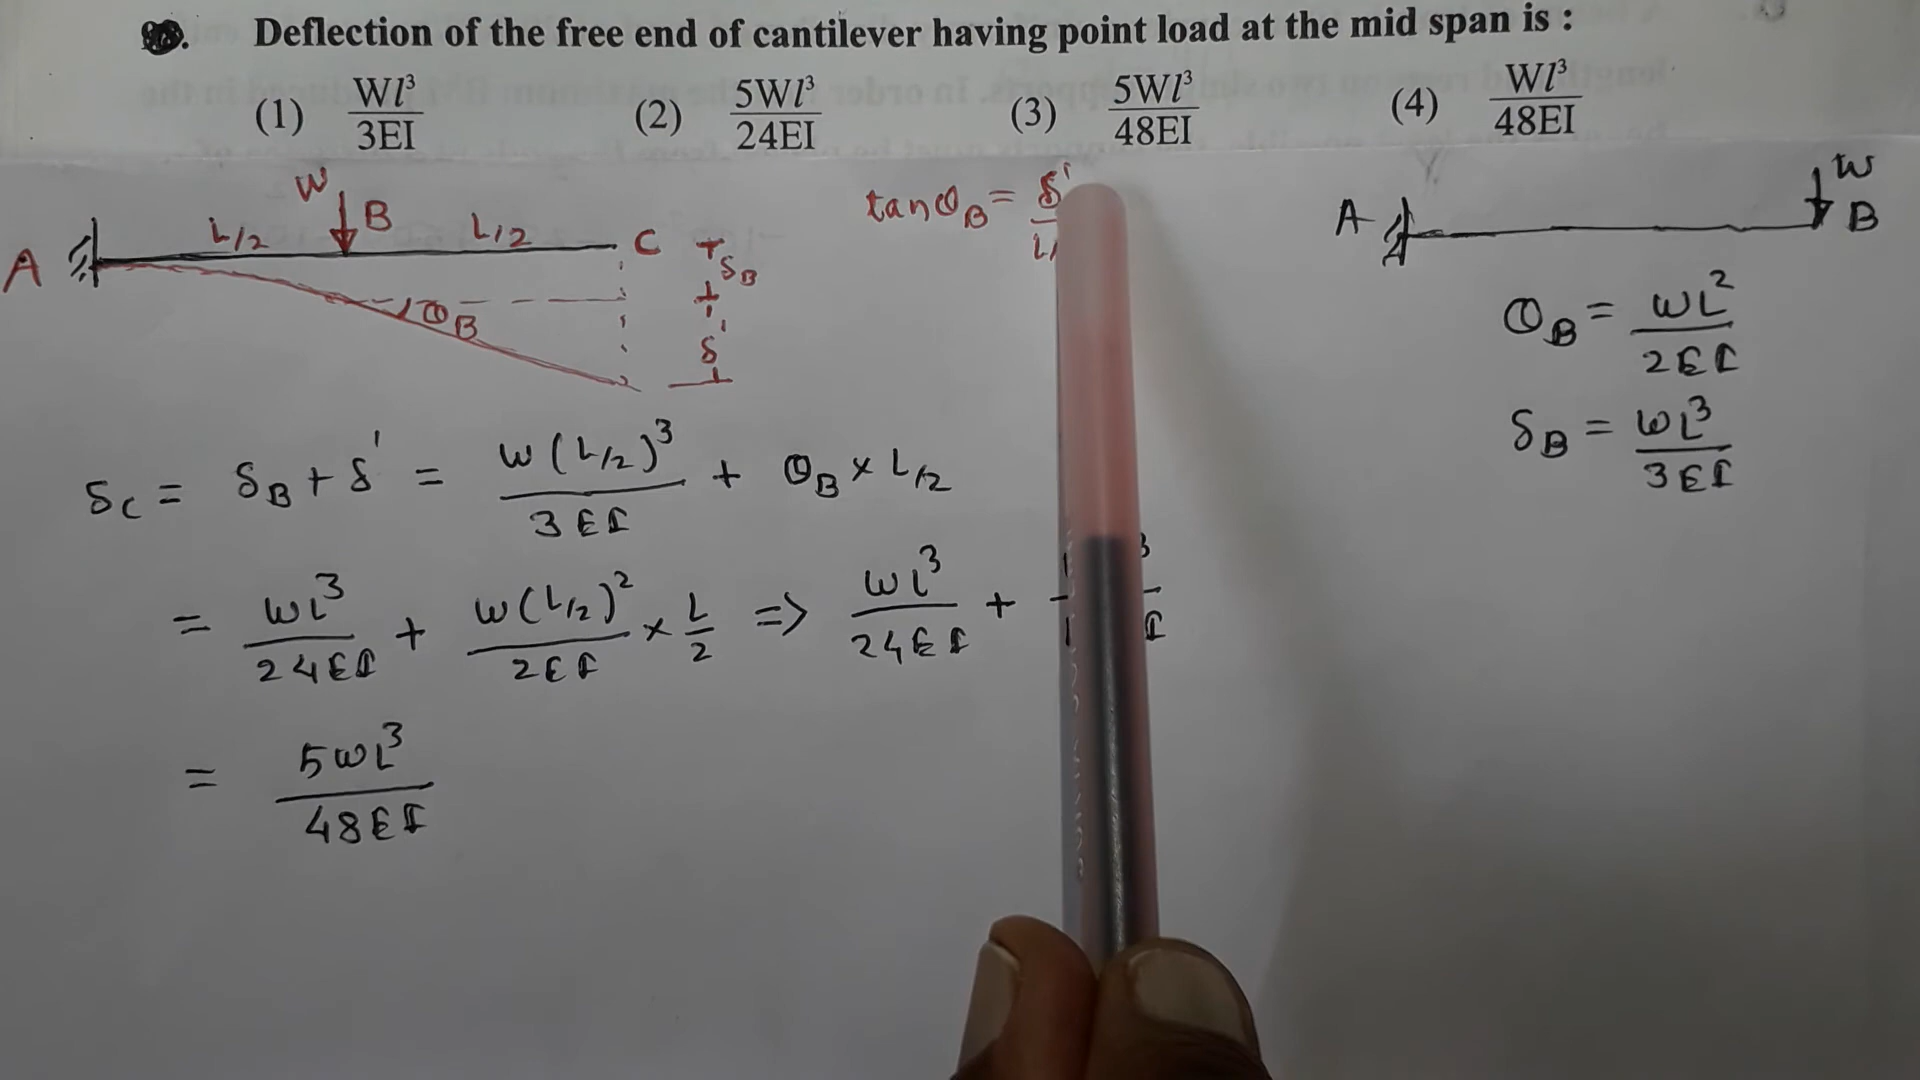 Deflection of the free end of cantilever having point load at the mid span is :
(1) Wl³/3EI (2) 5Wl³/24EI (3) 5Wl³/48EI (4) Wl³/48EI
W
B
L/2
L/2
A
C
δB
+
δ'
θB
tanθB = δ'
A
W
B
θB = WL²/2EI
δB = WL³/3EI
δC = δB + δ' = W(L/2)³/3EI + θB × L/2
= WL³/24EI + W(L/2)²/2EI × L/2 => WL³/24EI +
= 5WL³/48EI